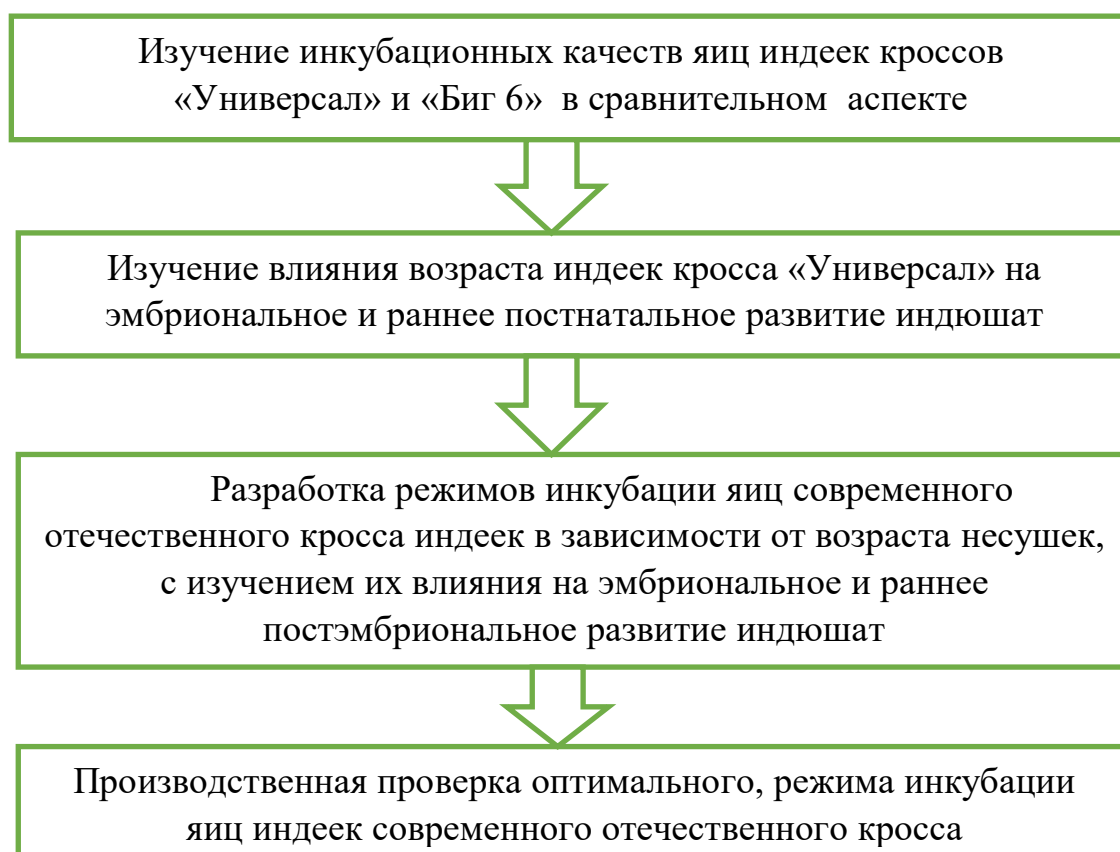 Изучение инкубационных качеств яиц индеек кроссов
«Универсал» и «Биг 6» в сравнительном аспекте
Изучение влияния возраста индеек кросса «Универсал» на
эмбриональное и раннее постнатальное развитие индюшат
Разработка режимов инкубации яиц современного
отечественного кросса индеек в зависимости от возраста несушек,
с изучением их влияния на эмбриональное и раннее
постэмбриональное развитие индюшат
Производственная проверка оптимального, режима инкубации
яиц индеек современного отечественного кросса